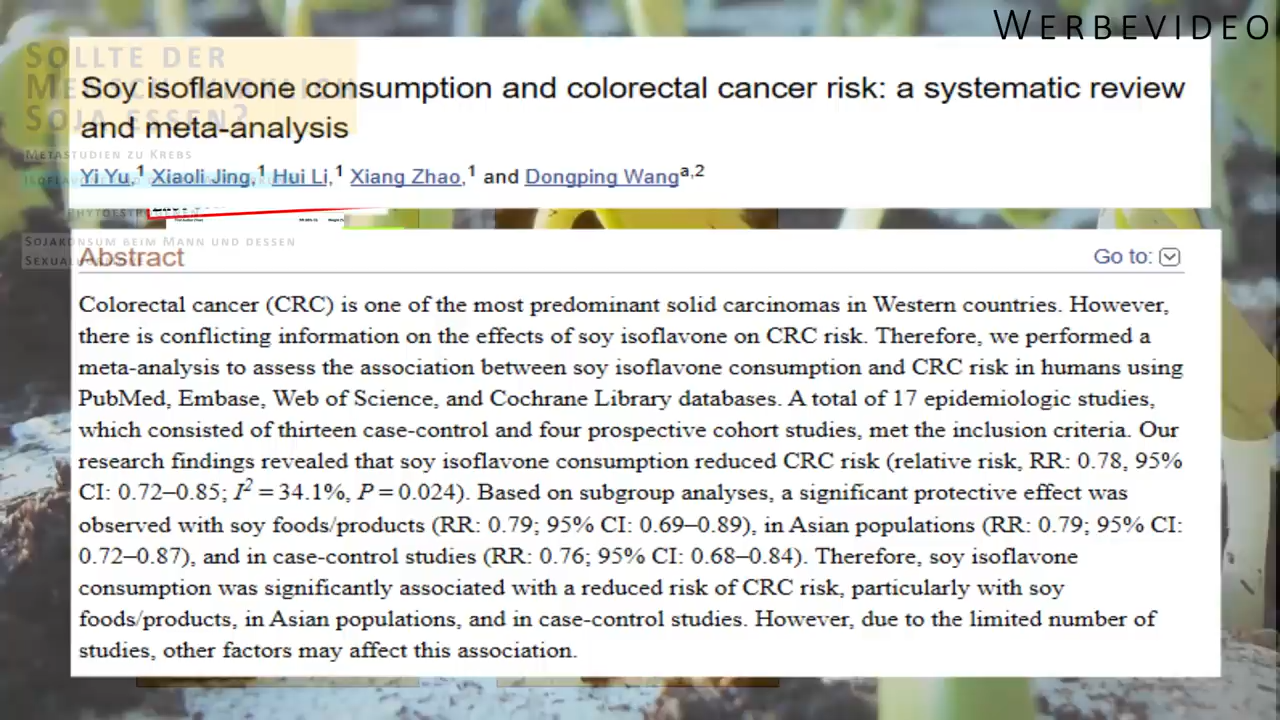 WERBEVIDEO
SOLLTE DER
MENSCH WIRKLICH
SOJA ESSEN?
Soy isoflavone consumption and colorectal cancer risk: a systematic review
and meta-analysis
METASTUDIEN ZU KREBS
Yi Yu,1 Xiaoli Jing,1 Hui Li,1 Xiang Zhao,1 and Dongping Wanga,2
PHYTOESTROGENEN
SOJAKONSUM BEIM MANN UND DESSEN
Abstract
Go to:
Colorectal cancer (CRC) is one of the most predominant solid carcinomas in Western countries. However,
there is conflicting information on the effects of soy isoflavone on CRC risk. Therefore, we performed a
meta-analysis to assess the association between soy isoflavone consumption and CRC risk in humans using
PubMed, Embase, Web of Science, and Cochrane Library databases. A total of 17 epidemiologic studies,
which consisted of thirteen case-control and four prospective cohort studies, met the inclusion criteria. Our
research findings revealed that soy isoflavone consumption reduced CRC risk (relative risk, RR: 0.78, 95%
CI: 0.72–0.85; I2 = 34.1%, P = 0.024). Based on subgroup analyses, a significant protective effect was
observed with soy foods/products (RR: 0.79; 95% CI: 0.69–0.89), in Asian populations (RR: 0.79; 95% CI:
0.72–0.87), and in case-control studies (RR: 0.76; 95% CI: 0.68–0.84). Therefore, soy isoflavone
consumption was significantly associated with a reduced risk of CRC risk, particularly with soy
foods/products, in Asian populations, and in case-control studies. However, due to the limited number of
studies, other factors may affect this association.